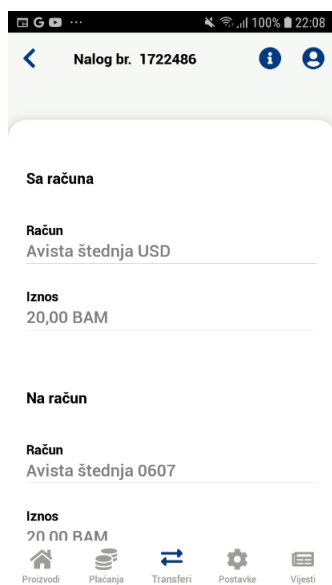 100% 22:08
Nalog br. 1722486
Sa računa
Račun
Avista štednja USD
Iznos
20,00 BAM
Na račun
Račun
Avista štednja 0607
Iznos
20,00 BAM
Proizvodi Plaćanja Transferi Postavke Vijesti